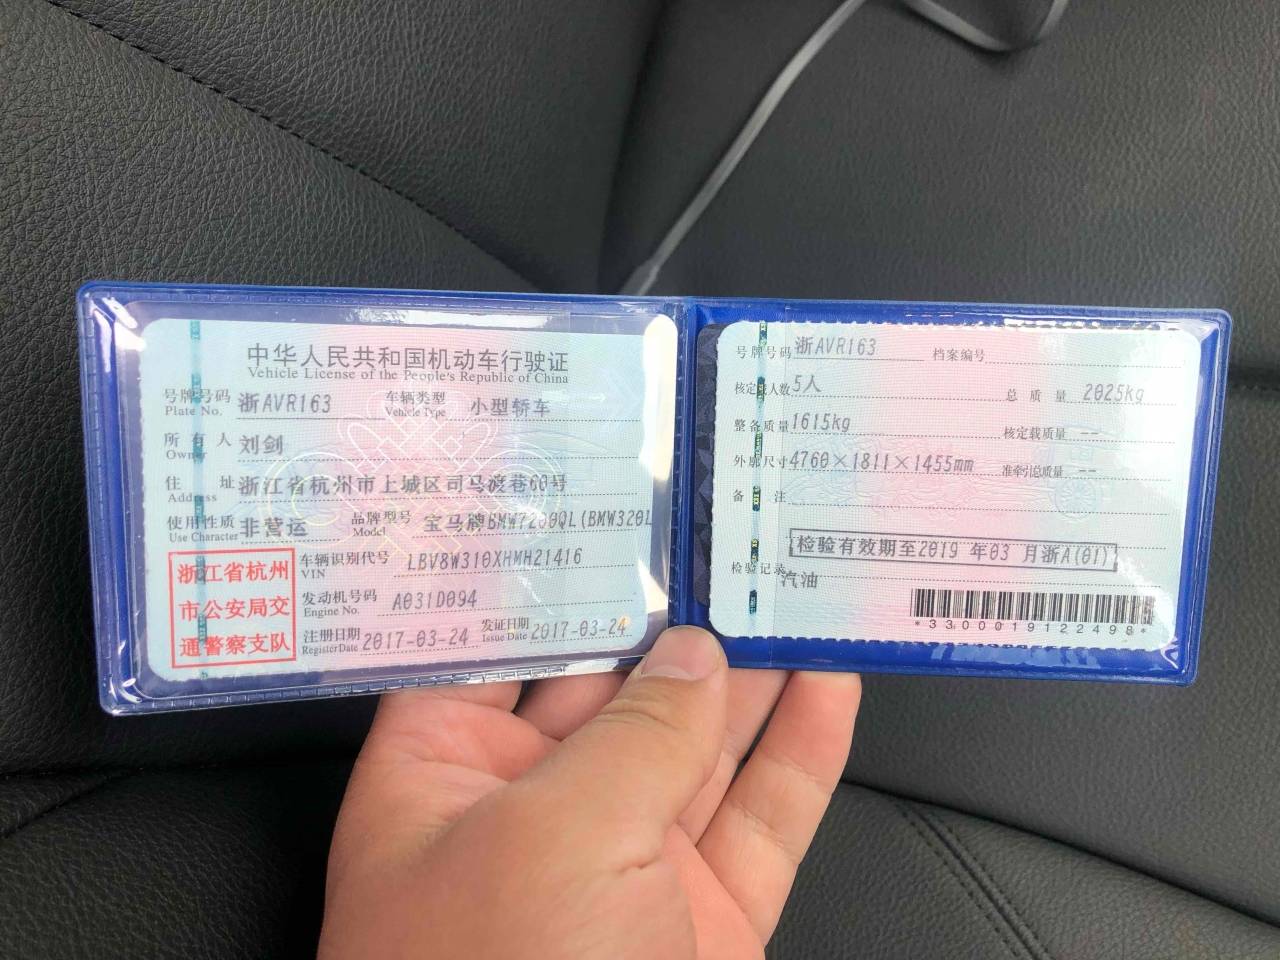 中华人民共和国机动车行驶证
Vehicle License of the People's Republic of China
号牌号码 浙AVR163 车辆类型 小型轿车
Plate No. Vehicle Type
所有人 刘剑
Owner
住址 浙江省杭州市上城区司马渡巷60号
Address
使用性质 非营运 品牌型号 宝马牌BMW7200QL(BMW320L
Use Character Model
浙江省杭州
市公安局交
通警察支队
车辆识别代号 LBV8W310XHMH21416
VIN
发动机号码 A031D094
Engine No.
注册日期 2017-03-24 发证日期 2017-03-24
Register Date Issue Date
号牌号码 浙AVR163 档案编号
核定载人数 5人 总质量 2025kg
整备质量 1615kg 核定载质量 --
外廓尺寸 4760×1811×1455mm 准牵引总质量 --
备注
检验有效期至2019 年03 月浙A(01)
检验记录
汽油
*3300019122498*